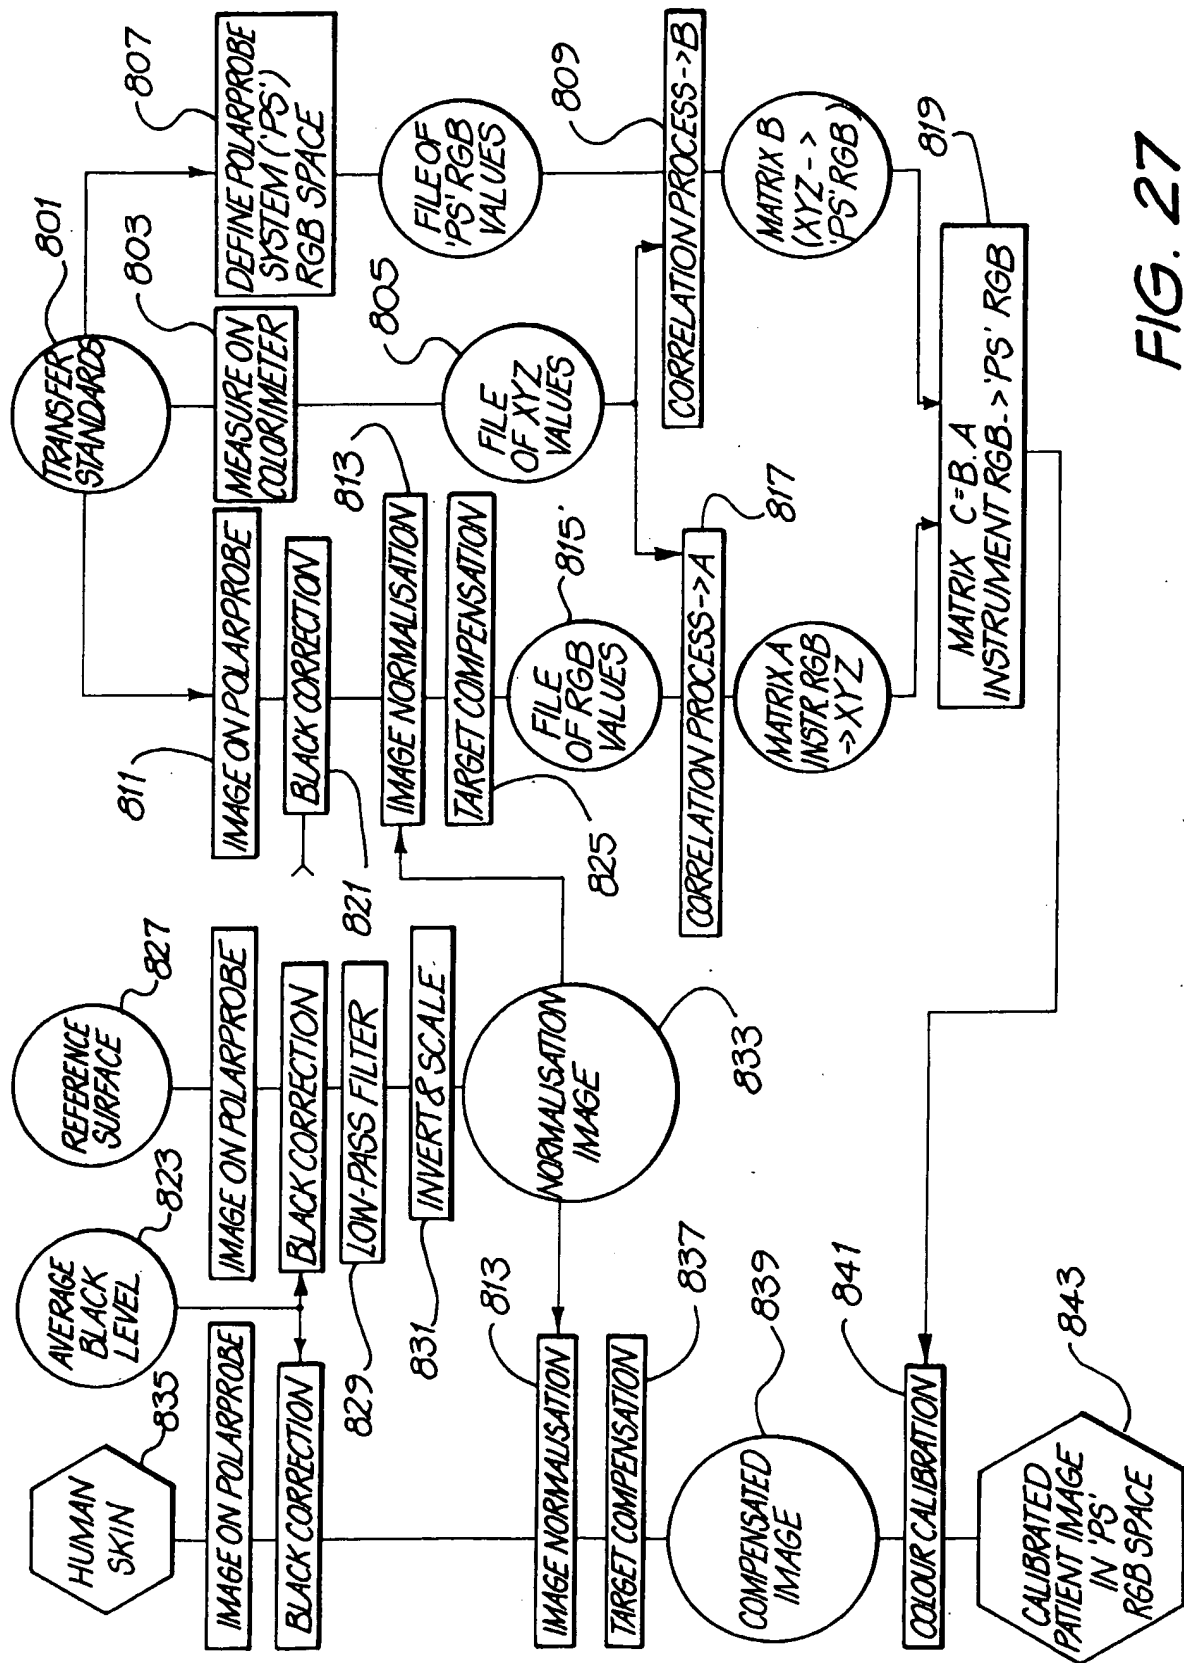 HUMAN
SKIN
835
IMAGE ON POLARPROBE
BLACK CORRECTION
AVERAGE
BLACK
LEVEL
823
REFERENCE
SURFACE
827
IMAGE ON POLARPROBE
BLACK CORRECTION
LOW-PASS FILTER
829
INVERT & SCALE
831
NORMALISATION
IMAGE
833
813
IMAGE NORMALISATION
TARGET COMPENSATION
837
COMPENSATED
IMAGE
839
COLOUR CALIBRATION
841
CALIBRATED
PATIENT IMAGE
IN 'PS'
RGB SPACE
843
TRANSFER
STANDARDS
801
811
IMAGE ON POLARPROBE
BLACK CORRECTION
821
IMAGE NORMALISATION
813
TARGET COMPENSATION
825
FILE
OF RGB
VALUES
815'
CORRELATION PROCESS->A
817
MATRIX A
INSTR. RGB
->XYZ
MEASURE ON
COLORIMETER
803
FILE
OF XYZ
VALUES
805
DEFINE POLARPROBE
SYSTEM ('PS')
RGB SPACE
807
FILE OF
'PS' RGB
VALUES
CORRELATION PROCESS->B
809
MATRIX B
(XYZ->
'PS' RGB)
MATRIX C=B.A
INSTRUMENT RGB->'PS' RGB
819
FIG. 27